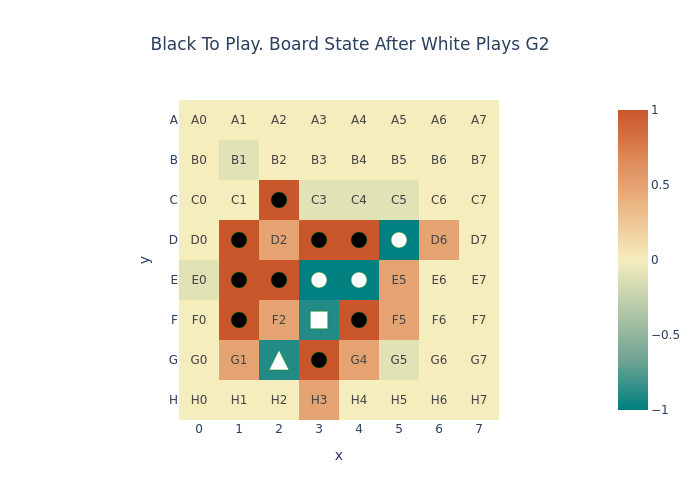 Black To Play. Board State After White Plays G2
A A0 A1 A2 A3 A4 A5 A6 A7
B B0 B1 B2 B3 B4 B5 B6 B7
C C0 C1 C3 C4 C5 C6 C7
D D0 D2 D6 D7
E E0 E5 E6 E7
F F0 F2 F5 F6 F7
G G0 G1 G4 G5 G6 G7
H H0 H1 H2 H3 H4 H5 H6 H7
0 1 2 3 4 5 6 7
x
y
1
0.5
0
−0.5
−1